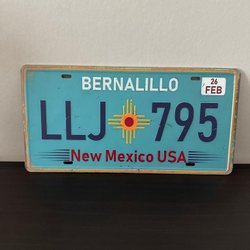 BERNALILLO
26
FEB
LLJ 795
New Mexico USA